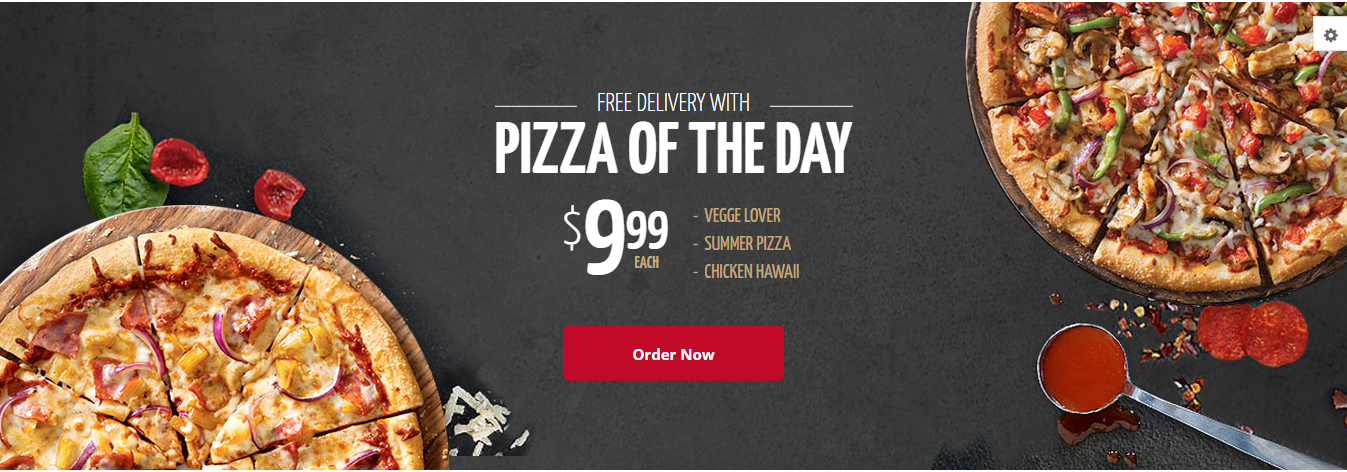 FREE DELIVERY WITH
PIZZA OF THE DAY
$9.99
EACH
- VEGGE LOVER
- SUMMER PIZZA
- CHICKEN HAWAII
Order Now